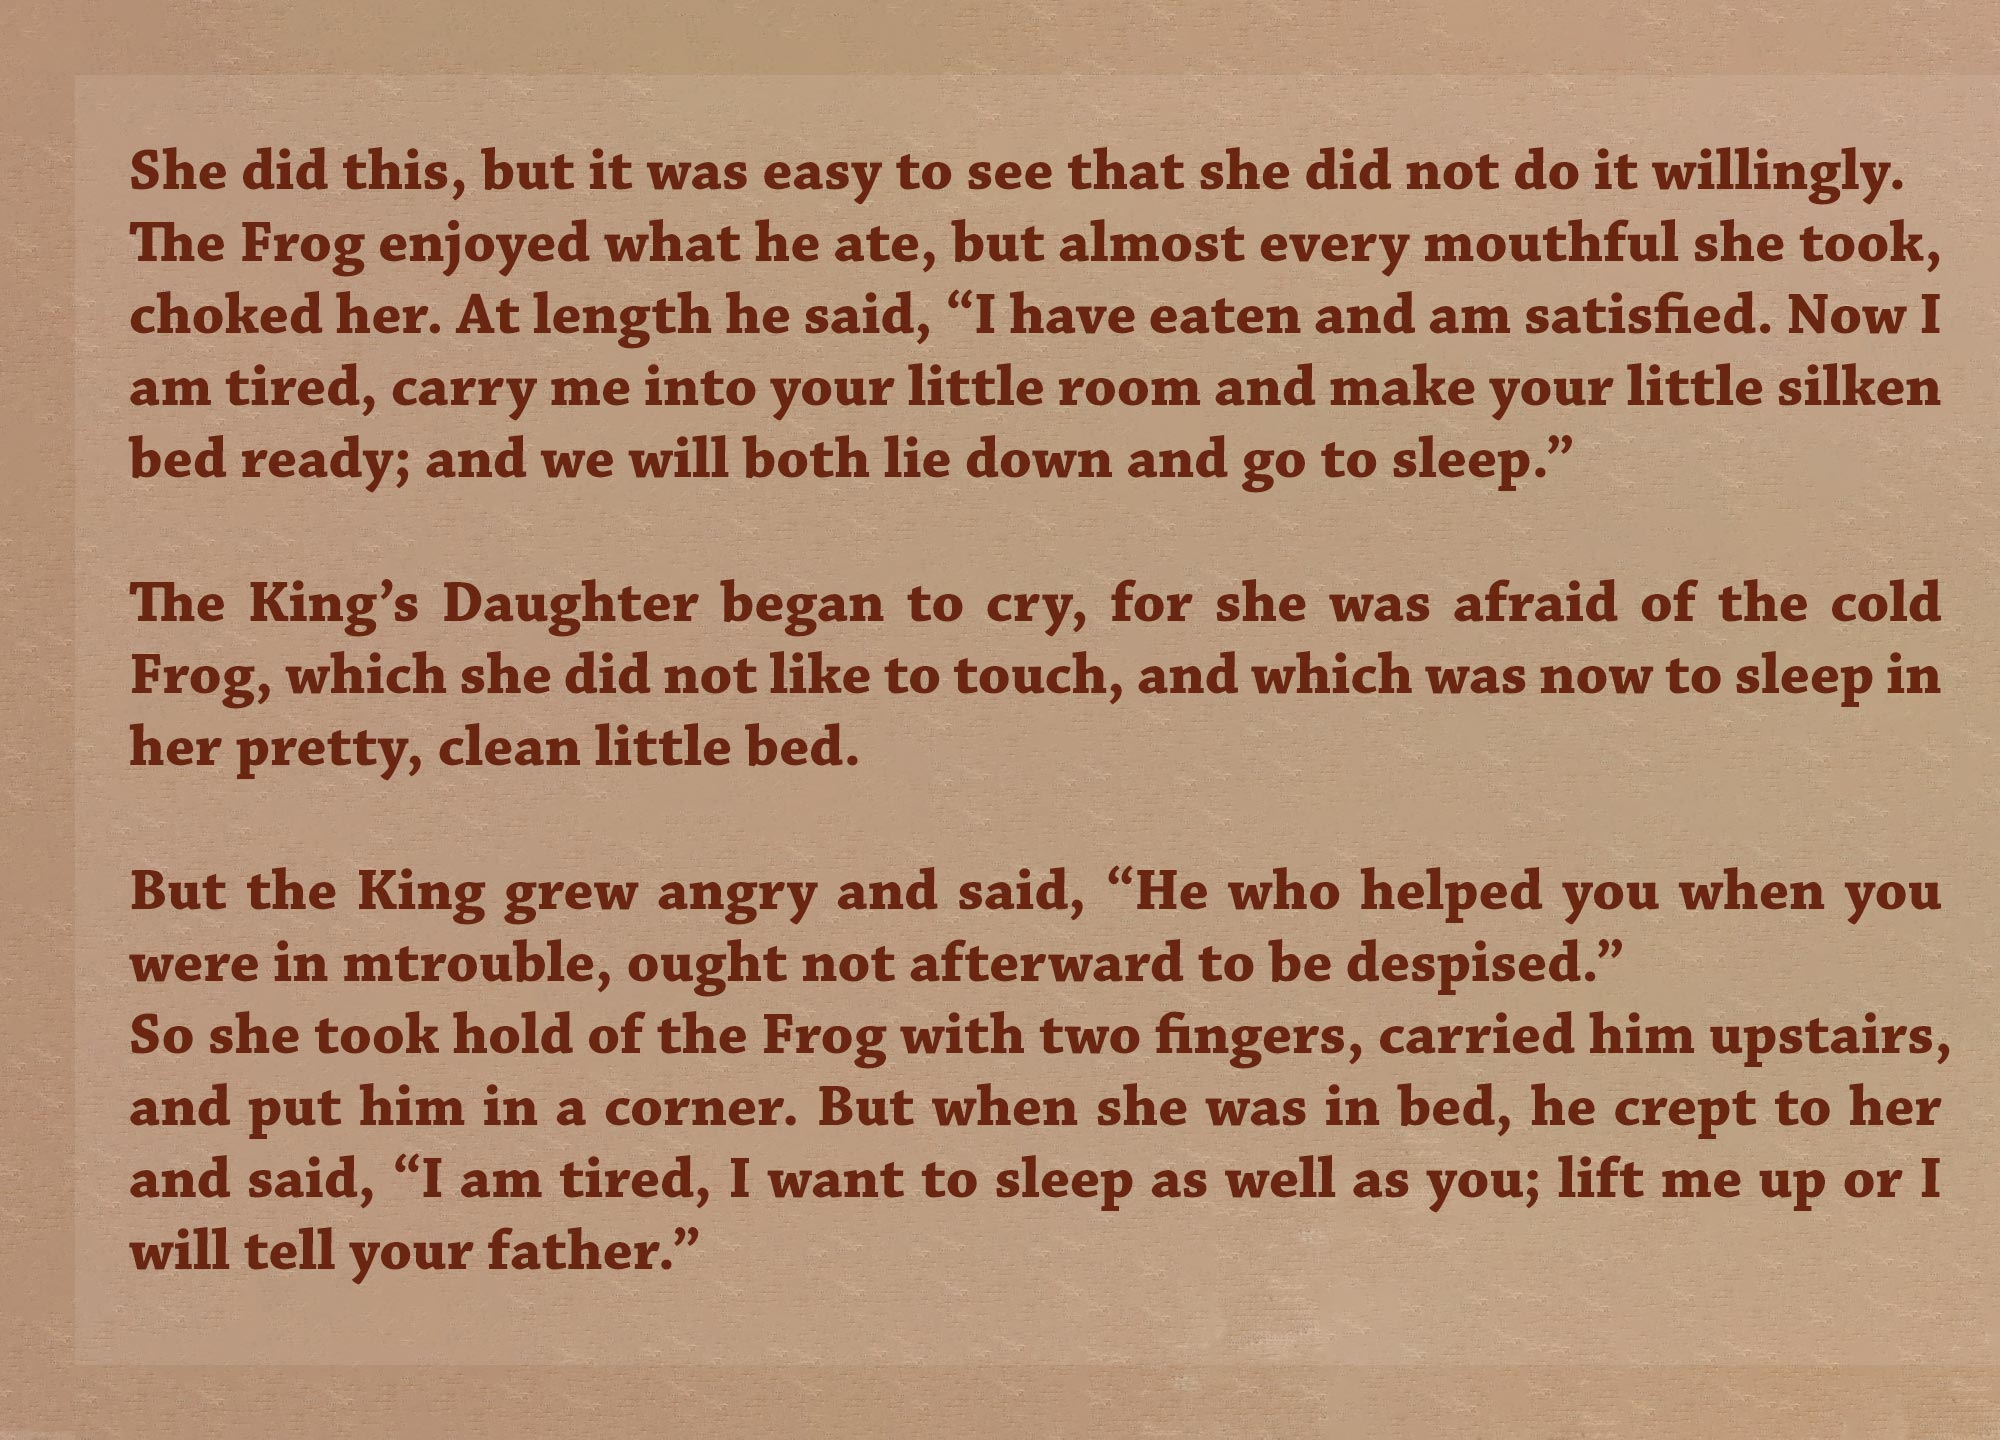 She did this, but it was easy to see that she did not do it willingly.
The Frog enjoyed what he ate, but almost every mouthful she took,
choked her. At length he said, “I have eaten and am satisfied. Now I
am tired, carry me into your little room and make your little silken
bed ready; and we will both lie down and go to sleep.”
The King’s Daughter began to cry, for she was afraid of the cold
Frog, which she did not like to touch, and which was now to sleep in
her pretty, clean little bed.
But the King grew angry and said, “He who helped you when you
were in mtrouble, ought not afterward to be despised.”
So she took hold of the Frog with two fingers, carried him upstairs,
and put him in a corner. But when she was in bed, he crept to her
and said, “I am tired, I want to sleep as well as you; lift me up or I
will tell your father.”